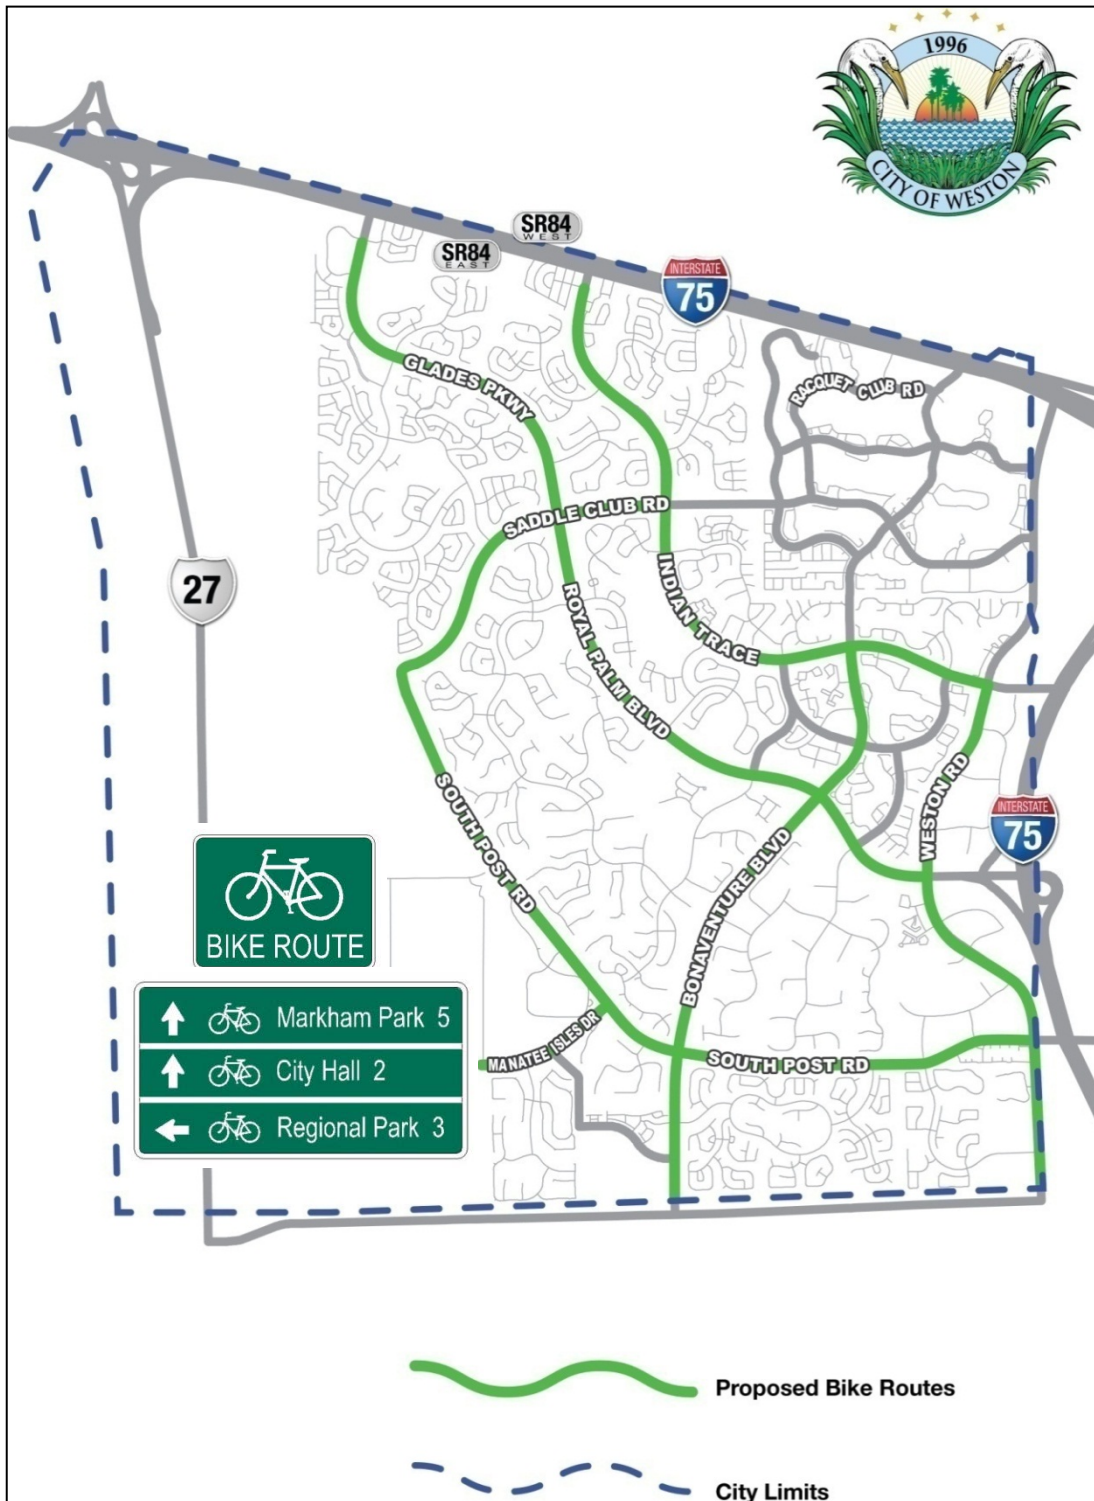 1996
CITY OF WESTON
SR84
WEST
SR84
EAST
INTERSTATE
75
GLADES PKWY
RACQUET CLUB RD
SADDLE CLUB RD
27
INDIAN TRACE
ROYAL PALM BLVD
SOUTH POST RD
WESTON RD
INTERSTATE
75
BONAVENTURE BLVD
BIKE ROUTE
Markham Park 5
City Hall 2
Regional Park 3
MANATEE ISLES DR
SOUTH POST RD
Proposed Bike Routes
City Limits